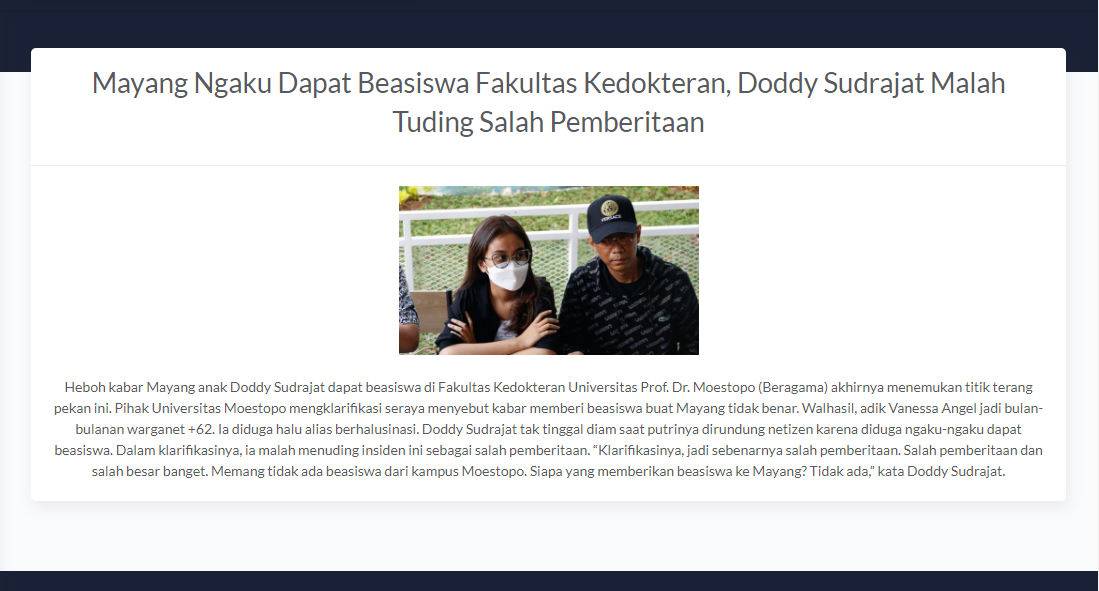 Mayang Ngaku Dapat Beasiswa Fakultas Kedokteran, Doddy Sudrajat Malah
Tuding Salah Pemberitaan
VERSACE
Heboh kabar Mayang anak Doddy Sudrajat dapat beasiswa di Fakultas Kedokteran Universitas Prof. Dr. Moestopo (Beragama) akhirnya menemukan titik terang
pekan ini. Pihak Universitas Moestopo mengklarifikasi seraya menyebut kabar memberi beasiswa buat Mayang tidak benar. Walhasil, adik Vanessa Angel jadi bulan-
bulanan warganet +62. Ia diduga halu alias berhalusinasi. Doddy Sudrajat tak tinggal diam saat putrinya dirundung netizen karena diduga ngaku-ngaku dapat
beasiswa. Dalam klarifikasinya, ia malah menuding insiden ini sebagai salah pemberitaan. “Klarifikasinya, jadi sebenarnya salah pemberitaan. Salah pemberitaan dan
salah besar banget. Memang tidak ada beasiswa dari kampus Moestopo. Siapa yang memberikan beasiswa ke Mayang? Tidak ada,” kata Doddy Sudrajat.